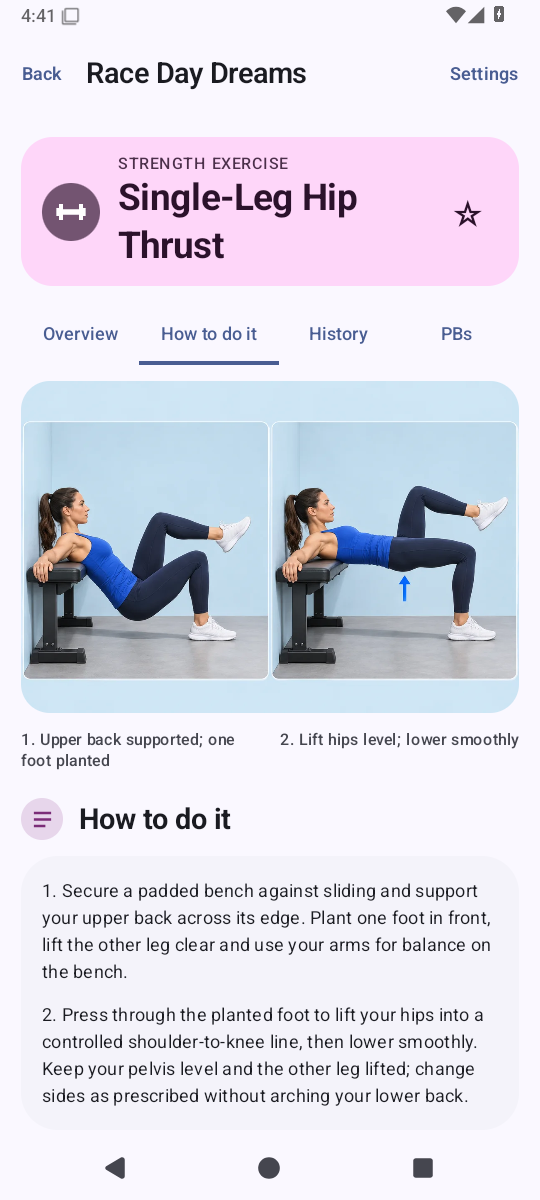 4:41
Back
Race Day Dreams
Settings
STRENGTH EXERCISE
Single-Leg Hip
Thrust
Overview
How to do it
History
PBs
1. Upper back supported; one
foot planted
2. Lift hips level; lower smoothly
How to do it
1. Secure a padded bench against sliding and support
your upper back across its edge. Plant one foot in front,
lift the other leg clear and use your arms for balance on
the bench.
2. Press through the planted foot to lift your hips into a
controlled shoulder-to-knee line, then lower smoothly.
Keep your pelvis level and the other leg lifted; change
sides as prescribed without arching your lower back.